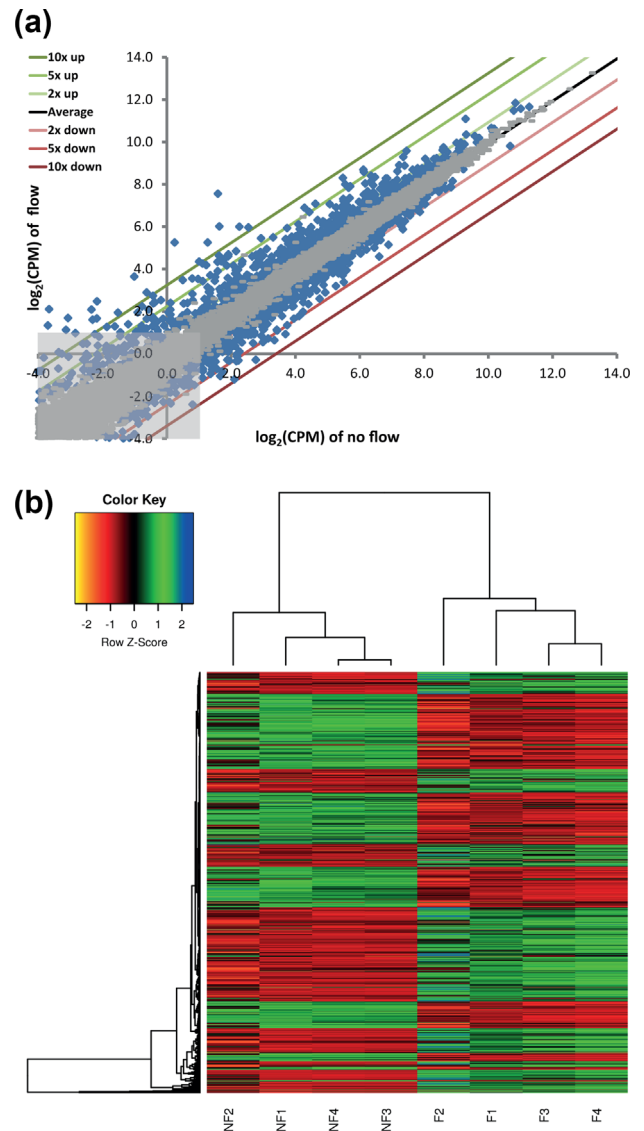 (a)
10x up
5x up
2x up
Average
2x down
5x down
10x down
14.0
12.0
10.0
8.0
6.0
4.0
2.0
0.0
-2.0
4.0
-4.0
-2.0
0.0
2.0
4.0
6.0
8.0
10.0
12.0
14.0
log2(CPM) of flow
log2(CPM) of no flow
(b)
Color Key
-2 -1 0 1 2
Row Z-Score
NF2 NF1 NF4 NF3 F2 F1 F3 F4